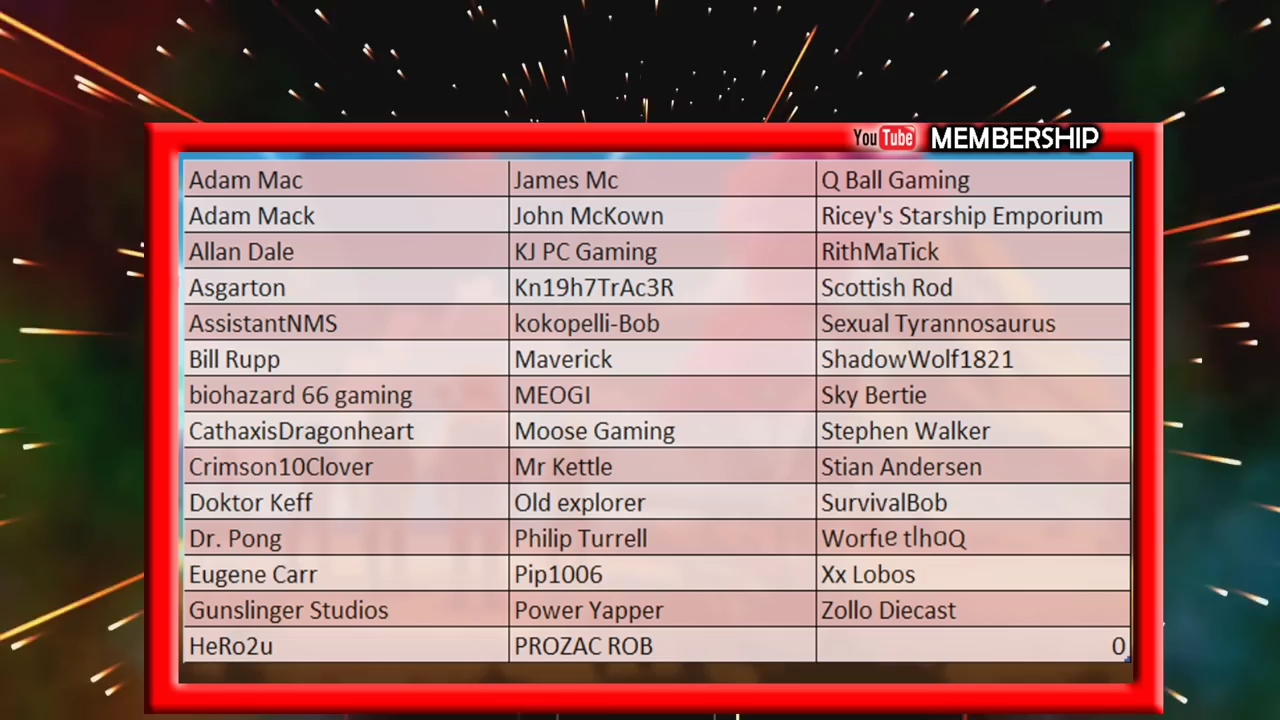 YouTube MEMBERSHIP
Adam Mac James Mc Q Ball Gaming
Adam Mack John McKown Ricey's Starship Emporium
Allan Dale KJ PC Gaming RithMaTick
Asgarton Kn19h7TrAc3R Scottish Rod
AssistantNMS kokopelli-Bob Sexual Tyrannosaurus
Bill Rupp Maverick ShadowWolf1821
biohazard 66 gaming MEOGI Sky Bertie
CathaxisDragonheart Moose Gaming Stephen Walker
Crimson10Clover Mr Kettle Stian Andersen
Doktor Keff Old explorer SurvivalBob
Dr. Pong Philip Turrell Worfıe tlhaQ
Eugene Carr Pip1006 Xx Lobos
Gunslinger Studios Power Yapper Zollo Diecast
HeRo2u PROZAC ROB 0